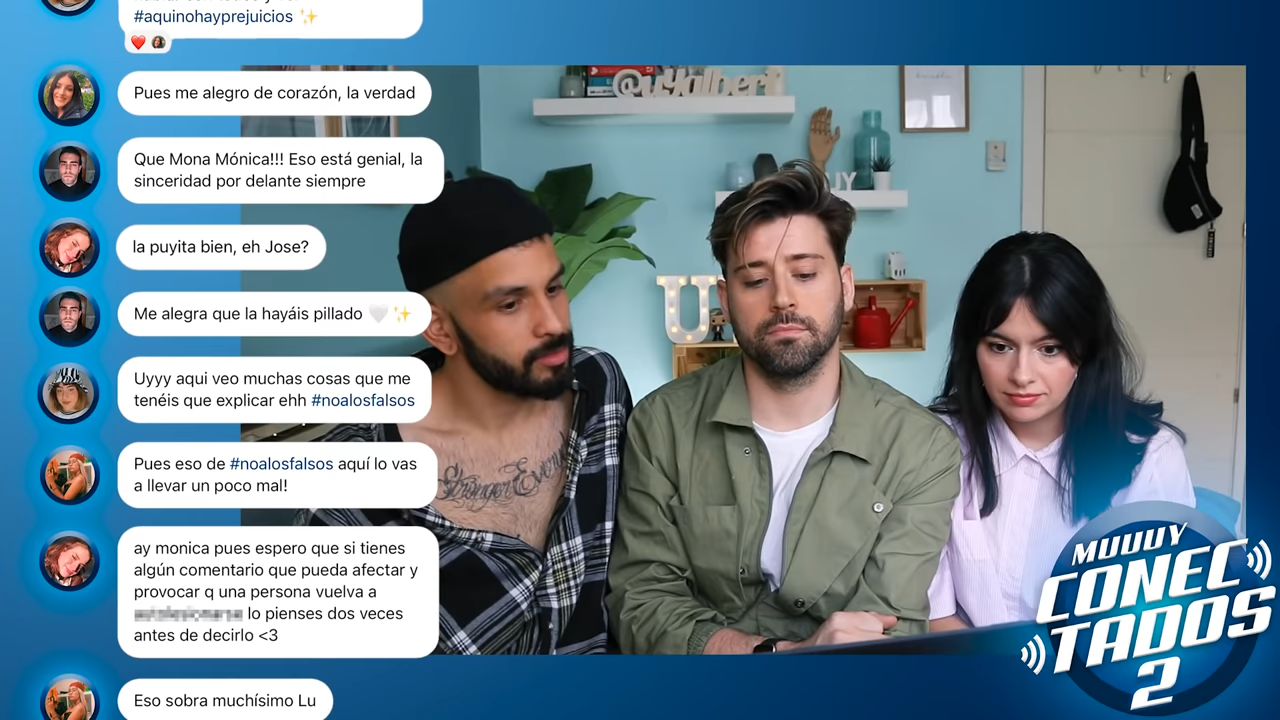 #aquinohayprejuicios ✨
Pues me alegro de corazón, la verdad
Que Mona Mónica!!! Eso está genial, la
sinceridad por delante siempre
la puyita bien, eh Jose?
Me alegra que la hayáis pillado 🤍 ✨
Uyyy aqui veo muchas cosas que me
tenéis que explicar ehh #noalosfalsos
Pues eso de #noalosfalsos aquí lo vas
a llevar un poco mal!
ay monica pues espero que si tienes
algún comentario que pueda afectar y
provocar q una persona vuelva a
lo pienses dos veces
antes de decirlo <3
Eso sobra muchísimo Lu
@uyalbert
UY
U
Stronger
MUUUY
CONEC
TADOS
2